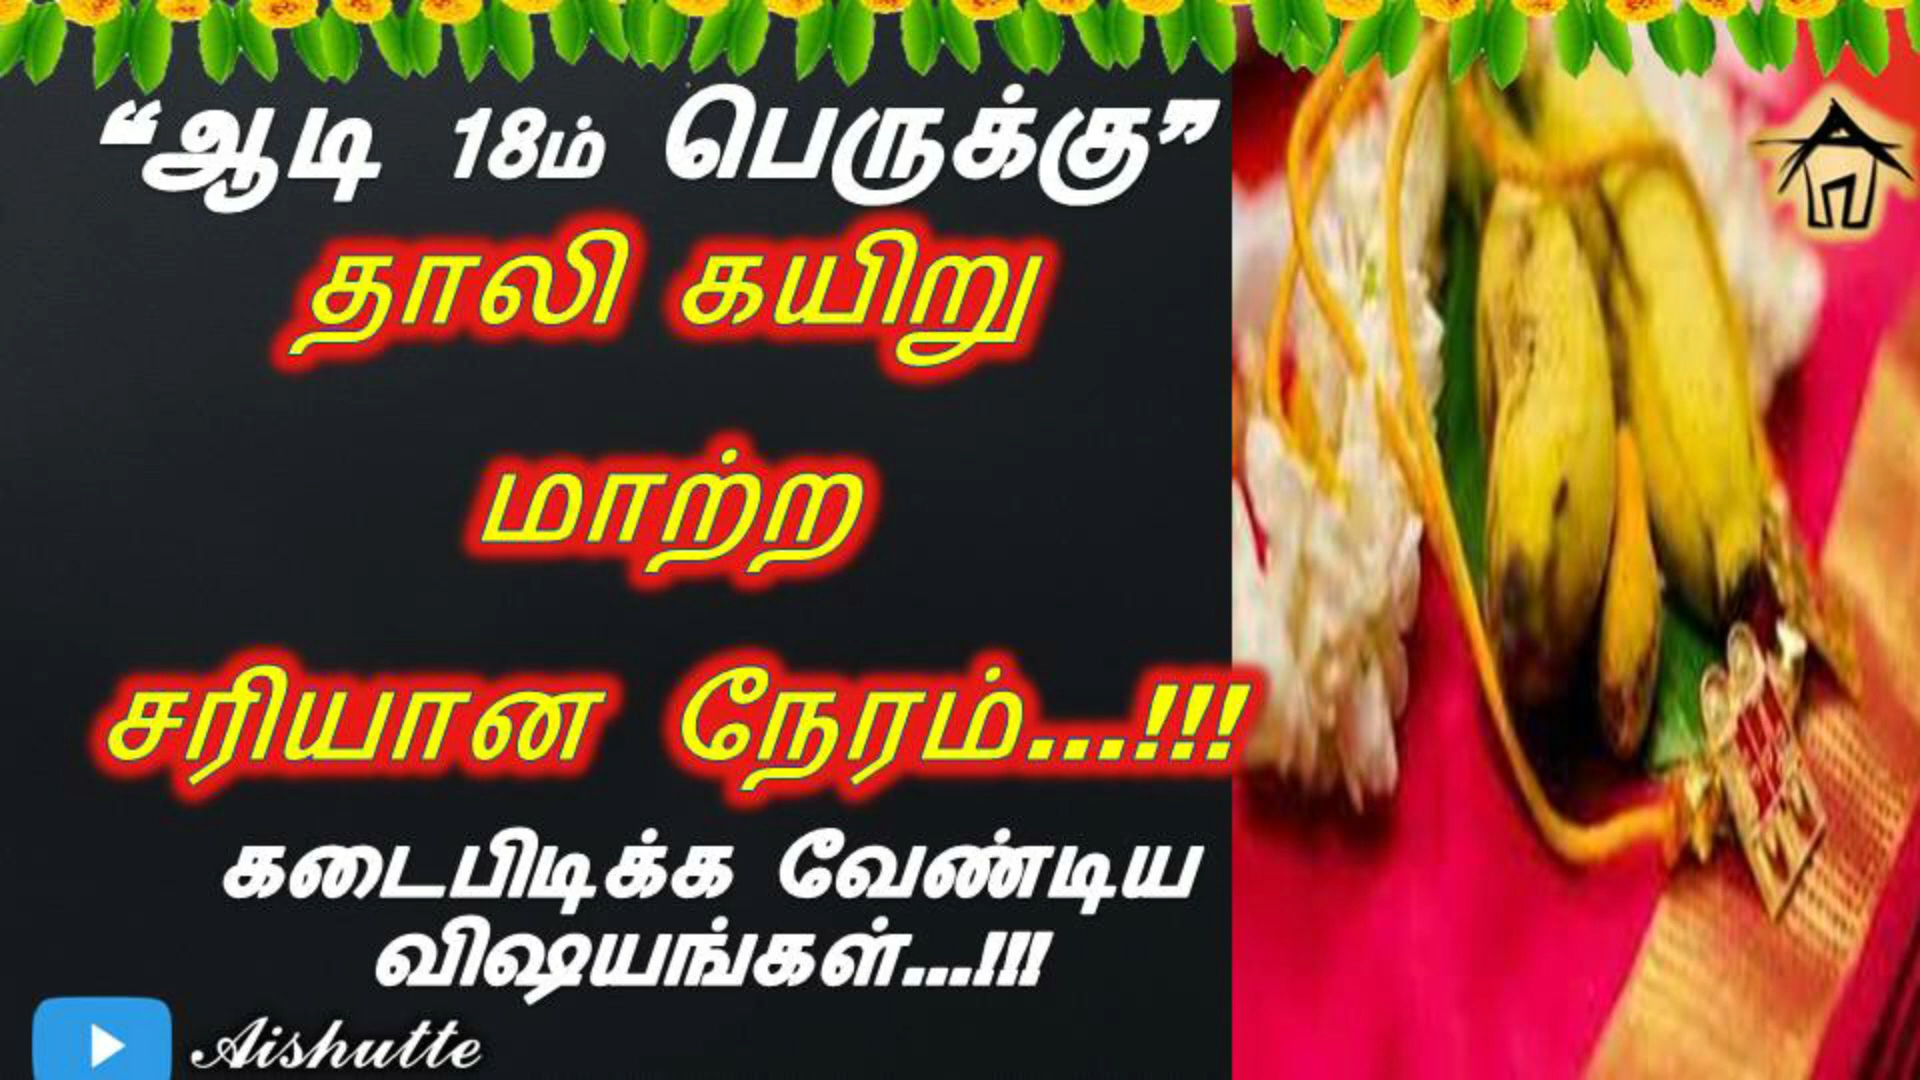 “ஆடி 18ம் பெருக்கு”
தாலி கயிறு
மாற்ற
சரியான நேரம்...!!!
கடைபிடிக்க வேண்டிய
விஷயங்கள்...!!!
Aishutte